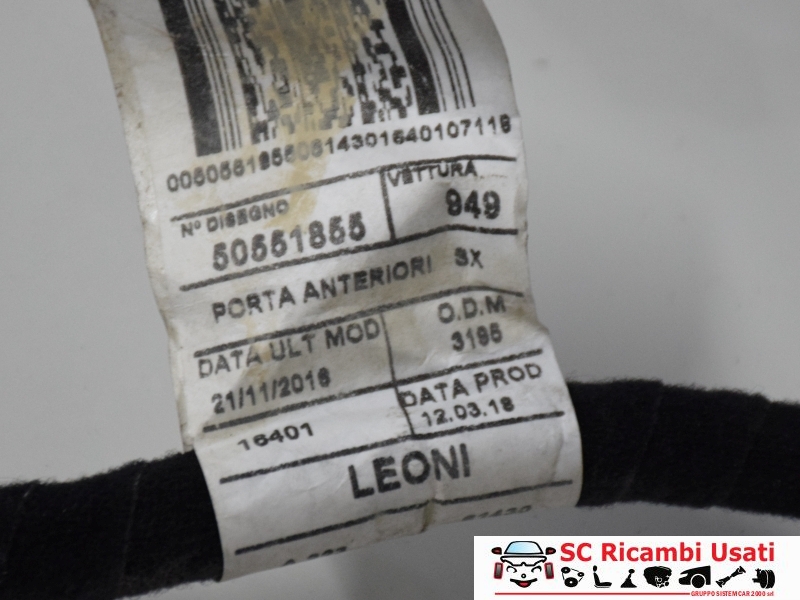 Nº DISEGNO
50551855
VETTURA
949
PORTA ANTERIORI SX
DATA ULT MOD
21/11/2016
O.D.M
3195
16401
DATA PROD
12.03.18
LEONI
SC Ricambi Usati
GRUPPO SISTEMCAR 2000 srl